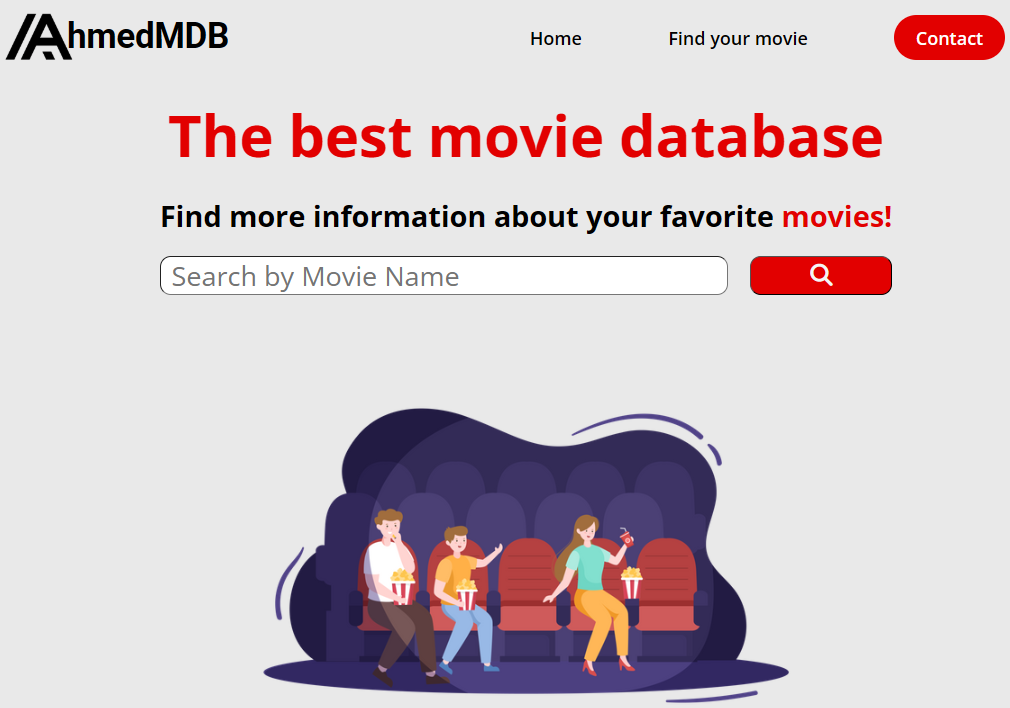 AhmedMDB
Home
Find your movie
Contact
The best movie database
Find more information about your favorite movies!
Search by Movie Name